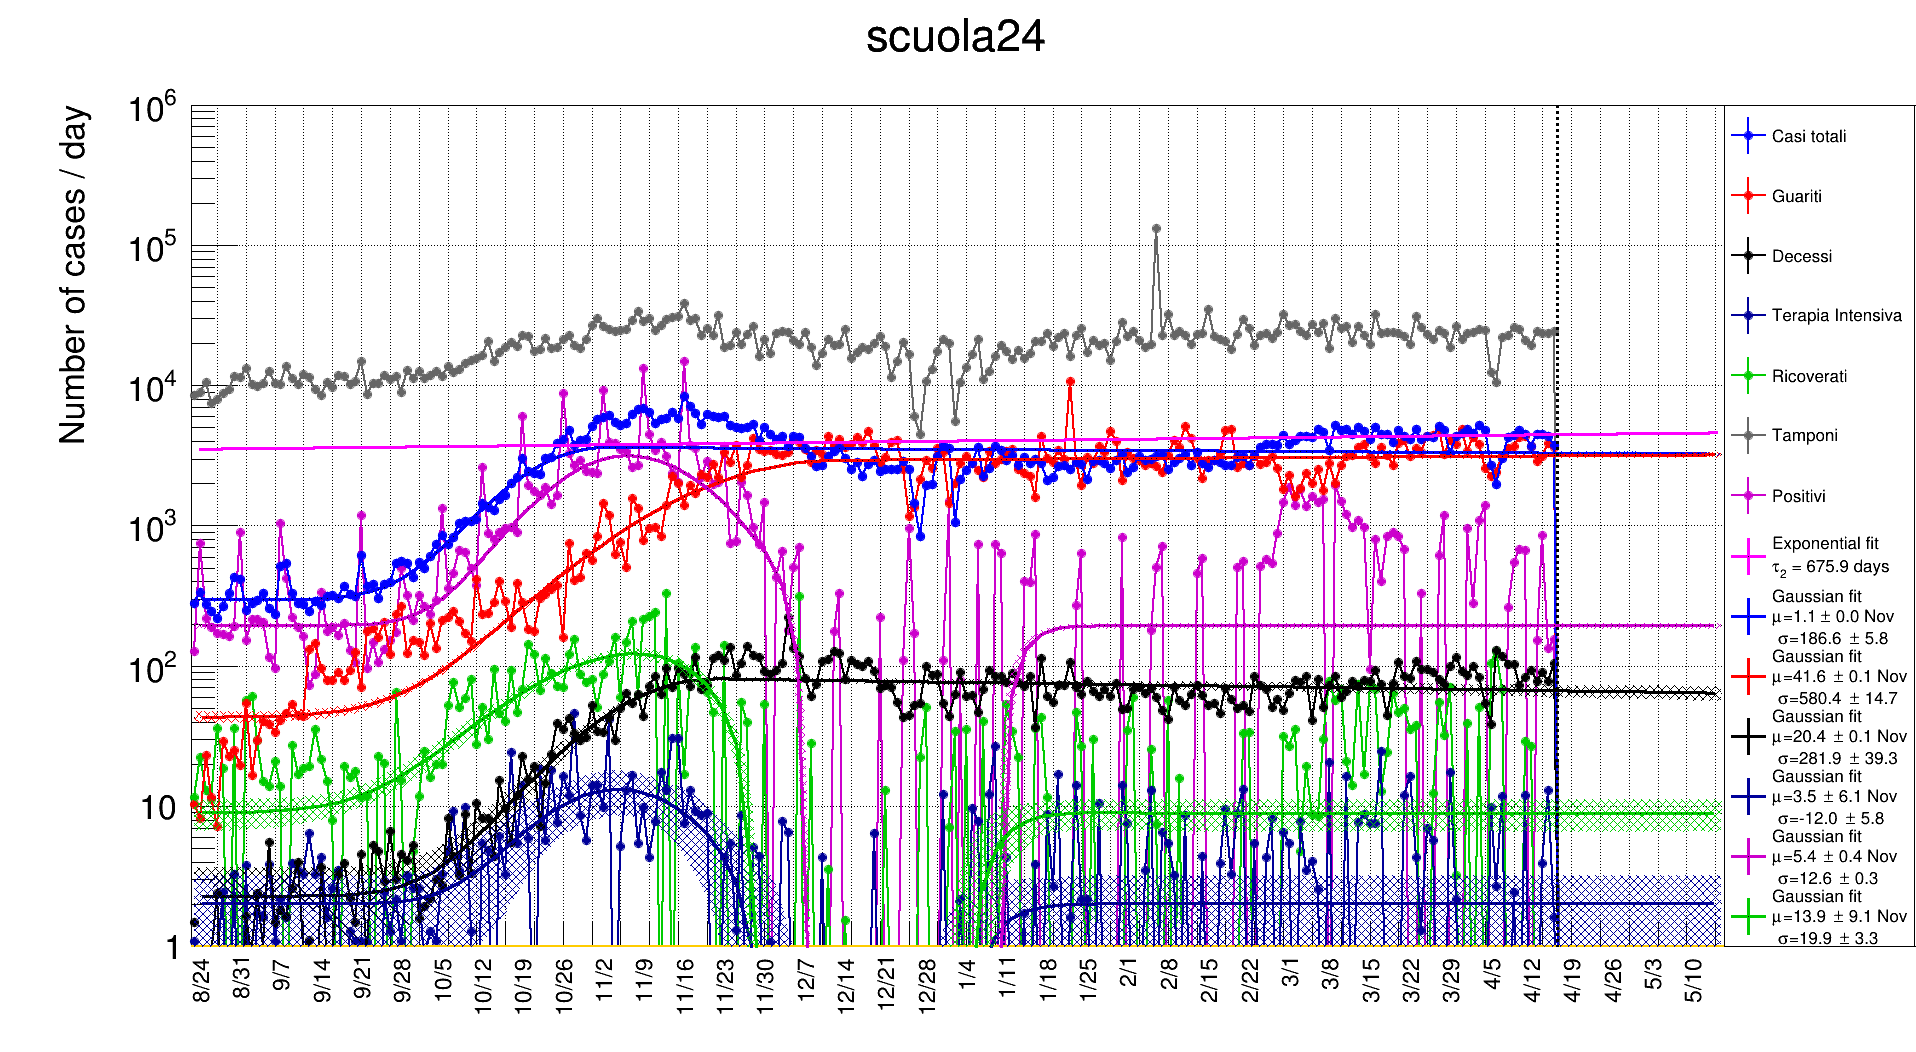 scuola24
Number of cases / day
10^6
10^5
10^4
10^3
10^2
10
1
8/24 8/31 9/7 9/14 9/21 9/28 10/5 10/12 10/19 10/26 11/2 11/9 11/16 11/23 11/30 12/7 12/14 12/21 12/28 1/4 1/11 1/18 1/25 2/1 2/8 2/15 2/22 3/1 3/8 3/15 3/22 3/29 4/5 4/12 4/19 4/26 5/3 5/10
Casi totali
Guariti
Decessi
Terapia Intensiva
Ricoverati
Tamponi
Positivi
Exponential fit
τ₂ = 675.9 days
Gaussian fit
μ=1.1 ± 0.0 Nov
σ=186.6 ± 5.8
Gaussian fit
μ=41.6 ± 0.1 Nov
σ=580.4 ± 14.7
Gaussian fit
μ=20.4 ± 0.1 Nov
σ=281.9 ± 39.3
Gaussian fit
μ=3.5 ± 6.1 Nov
σ=-12.0 ± 5.8
Gaussian fit
μ=5.4 ± 0.4 Nov
σ=12.6 ± 0.3
Gaussian fit
μ=13.9 ± 9.1 Nov
σ=19.9 ± 3.3